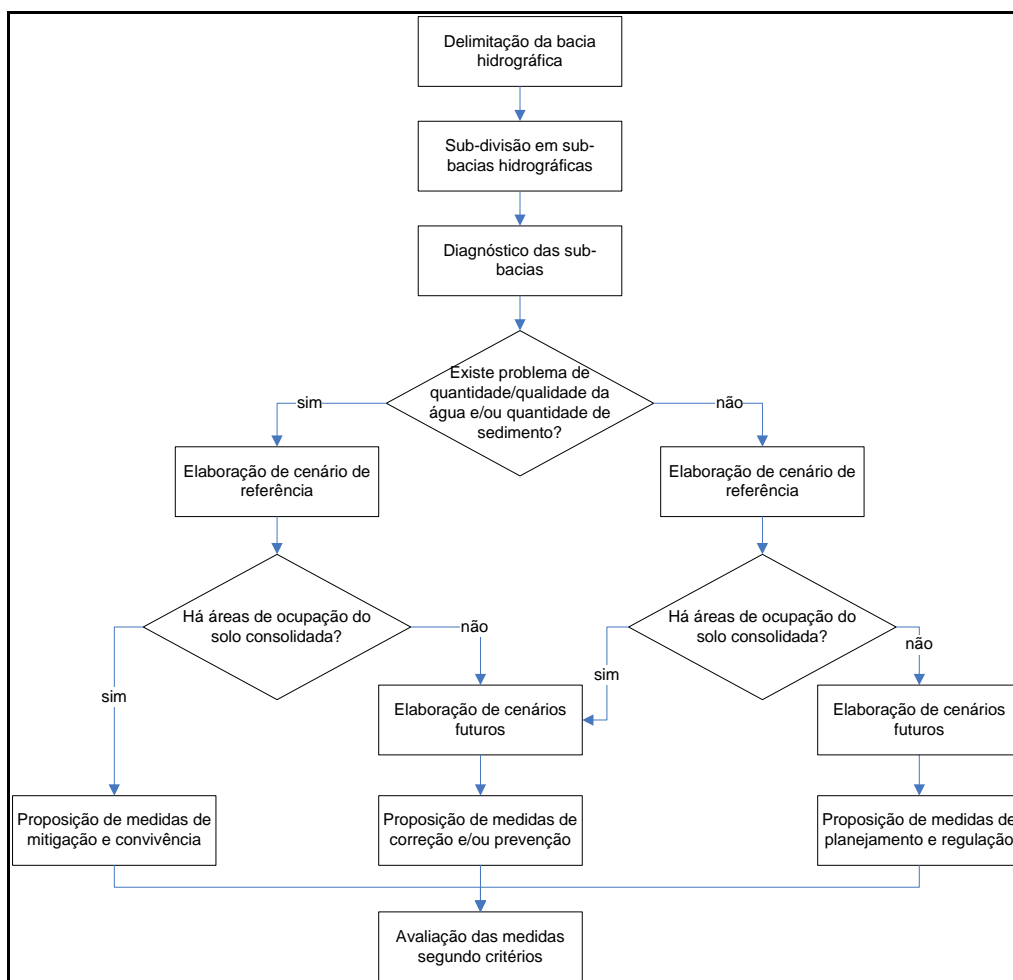 Delimitação da bacia
hidrográfica
Sub-divisão em sub-
bacias hidrográficas
Diagnóstico das sub-
bacias
Existe problema de
quantidade/qualidade da
água e/ou quantidade de
sedimento?
sim
não
Elaboração de cenário de
referência
Elaboração de cenário de
referência
Há áreas de ocupação do
solo consolidada?
Há áreas de ocupação do
solo consolidada?
sim
não
sim
não
Elaboração de cenários
futuros
Elaboração de cenários
futuros
Proposição de medidas de
mitigação e convivência
Proposição de medidas de
correção e/ou prevenção
Proposição de medidas de
planejamento e regulação
Avaliação das medidas
segundo critérios